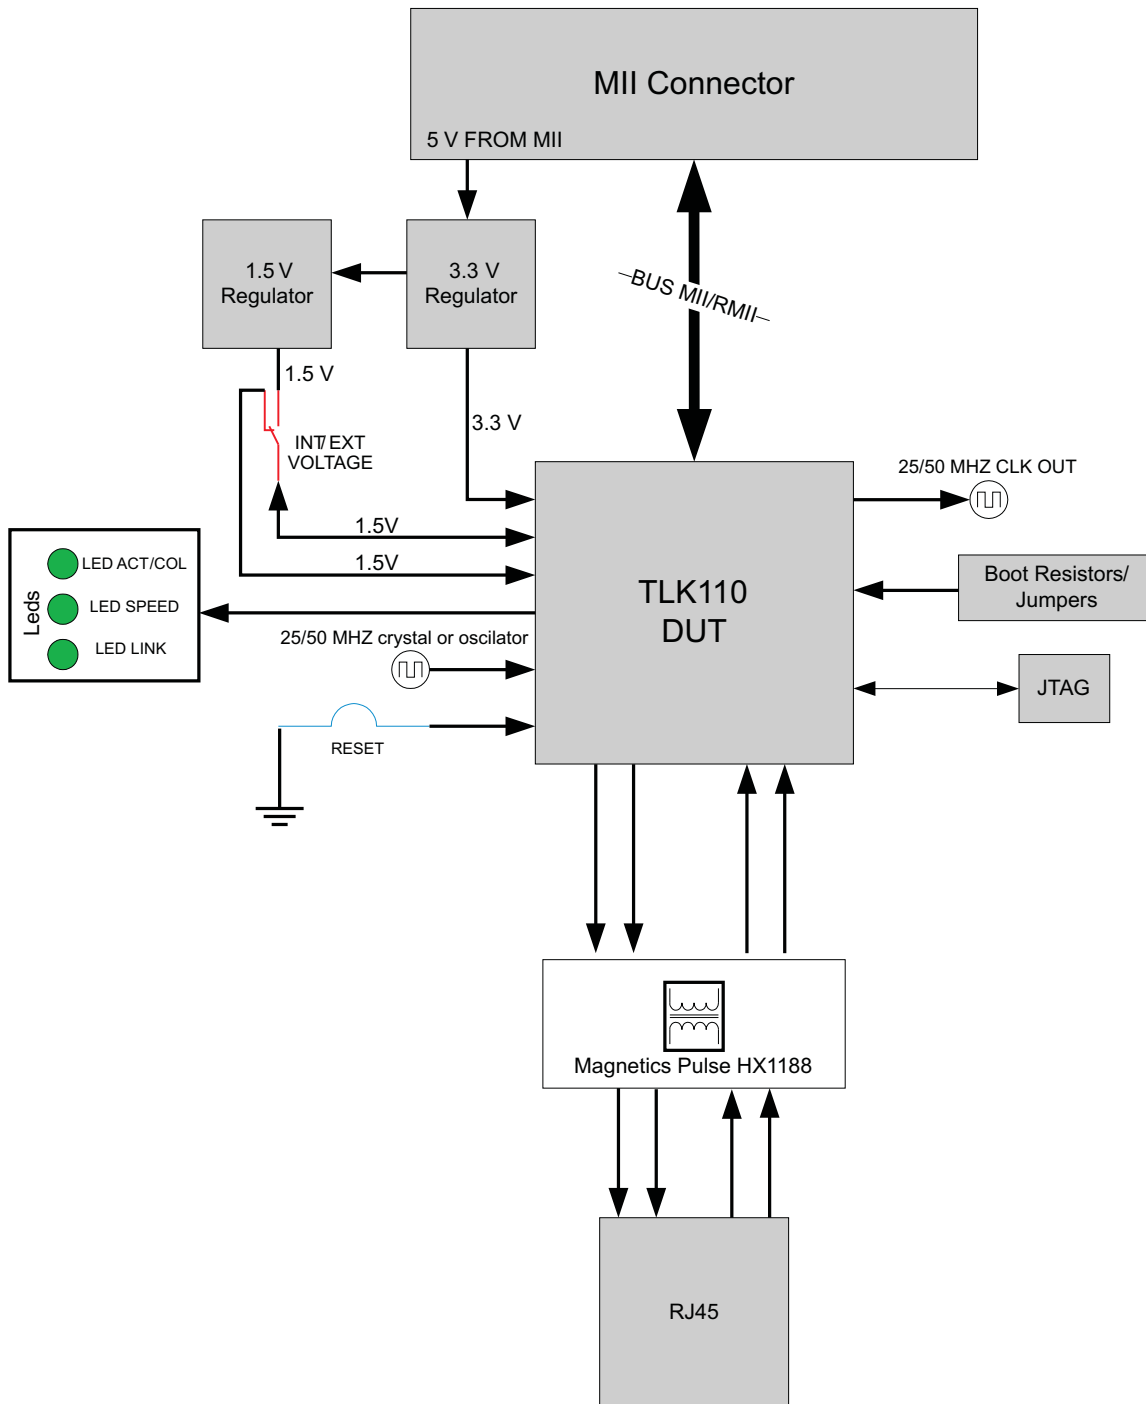 MII Connector
5 V FROM MII
1.5 V
Regulator
3.3 V
Regulator
BUS MII/RMII
1.5 V
3.3 V
INT/EXT
VOLTAGE
25/50 MHZ CLK OUT
1.5V
1.5V
Leds
LED ACT/COL
LED SPEED
LED LINK
TLK110
DUT
Boot Resistors/
Jumpers
25/50 MHZ crystal or oscilator
JTAG
RESET
Magnetics Pulse HX1188
RJ45